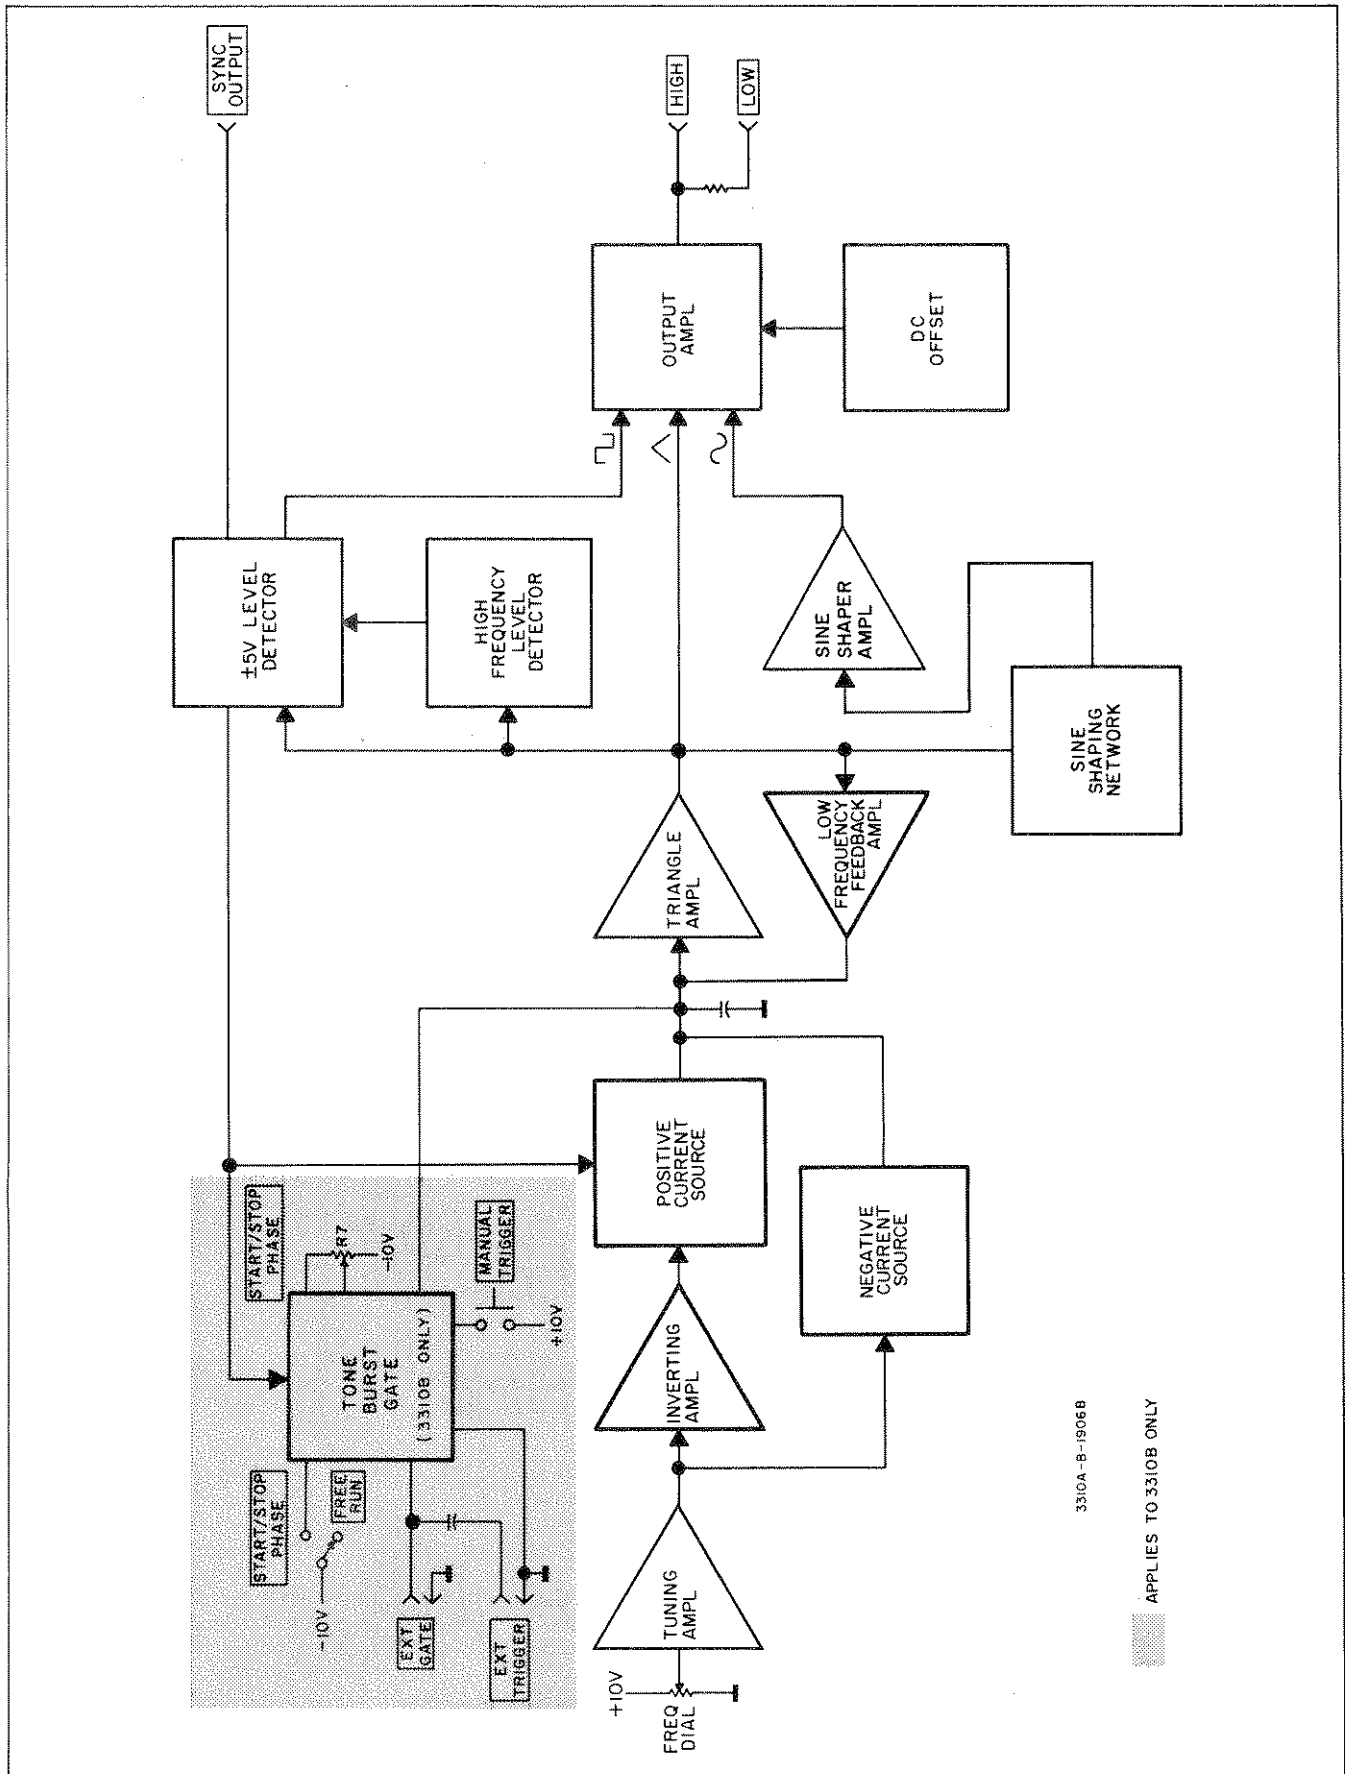 SYNC
OUTPUT
START/STOP
PHASE
R7
-10V
MANUAL
TRIGGER
+10V
TONE
BURST
GATE
(3310B ONLY)
START/STOP
PHASE
FREE
RUN
-10V
EXT
GATE
EXT
TRIGGER
±5V LEVEL
DETECTOR
HIGH
FREQUENCY
LEVEL
DETECTOR
HIGH
LOW
OUTPUT
AMPL
DC
OFFSET
SINE
SHAPER
AMPL
SINE
SHAPING
NETWORK
TRIANGLE
AMPL
LOW
FREQUENCY
FEEDBACK
AMPL
POSITIVE
CURRENT
SOURCE
NEGATIVE
CURRENT
SOURCE
INVERTING
AMPL
TUNING
AMPL
+10V
FREQ
DIAL
3310A-B-1906B
APPLIES TO 3310B ONLY